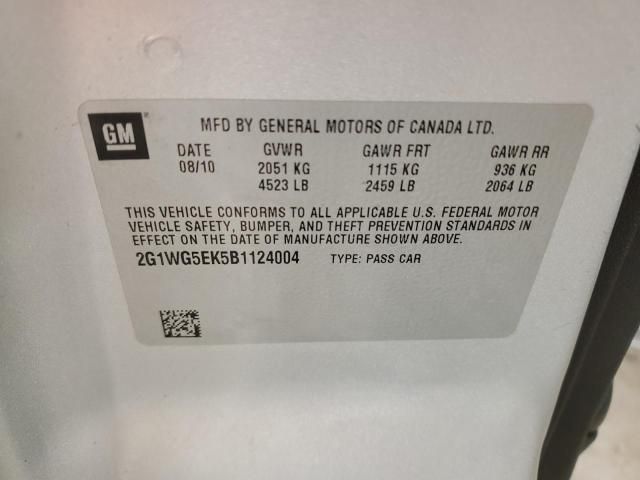 GM
MFD BY GENERAL MOTORS OF CANADA LTD.
DATE GVWR GAWR FRT GAWR RR
08/10 2051 KG 1115 KG 936 KG
4523 LB 2459 LB 2064 LB
THIS VEHICLE CONFORMS TO ALL APPLICABLE U.S. FEDERAL MOTOR
VEHICLE SAFETY, BUMPER, AND THEFT PREVENTION STANDARDS IN
EFFECT ON THE DATE OF MANUFACTURE SHOWN ABOVE.
2G1WG5EK5B1124004 TYPE: PASS CAR